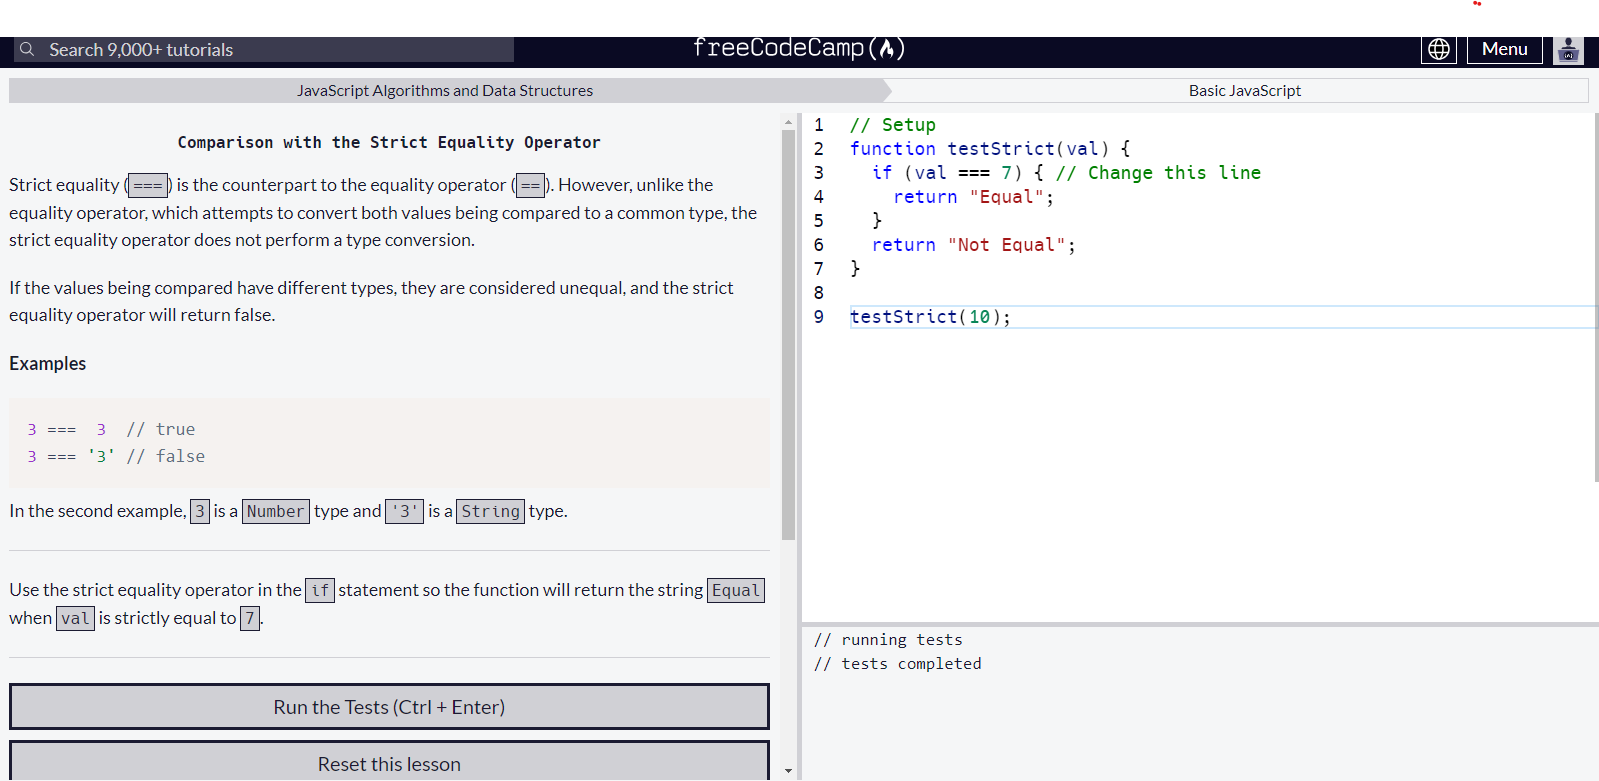 Search 9,000+ tutorials
freeCodeCamp(🔥)
Menu
JavaScript Algorithms and Data Structures
Basic JavaScript
Comparison with the Strict Equality Operator
Strict equality (===) is the counterpart to the equality operator (==). However, unlike the
equality operator, which attempts to convert both values being compared to a common type, the
strict equality operator does not perform a type conversion.
If the values being compared have different types, they are considered unequal, and the strict
equality operator will return false.
Examples
3 ===  3  // true
3 === '3' // false
In the second example, 3 is a Number type and '3' is a String type.
Use the strict equality operator in the if statement so the function will return the string Equal
when val is strictly equal to 7.
Run the Tests (Ctrl + Enter)
Reset this lesson
1 // Setup
2 function testStrict(val) {
3   if (val === 7) { // Change this line
4     return "Equal";
5   }
6   return "Not Equal";
7 }
8
9 testStrict(10);
// running tests
// tests completed